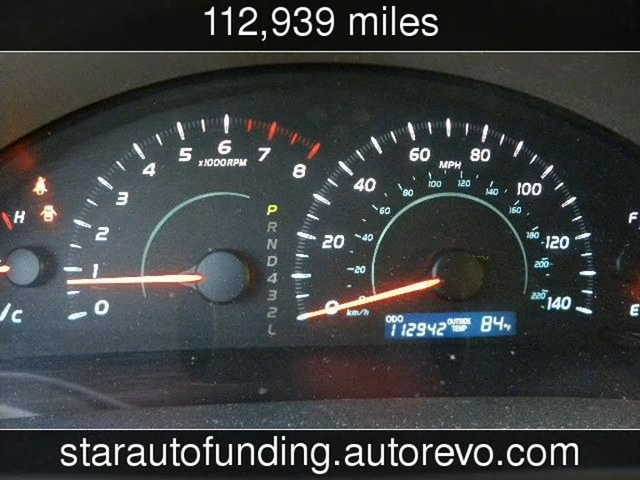 112,939 miles
6 60 80
5 7 x1000RPM MPH
4 8 40 100 120 100
3 80 140
H 60 160
2 P F
R 20 40 180 120
N 200
1 D 20
4 0 220 140
/c 0 3 0 km/h E
2 ODO 112942 OUTSIDE TEMP 84°F
L
starautofunding.autorevo.com